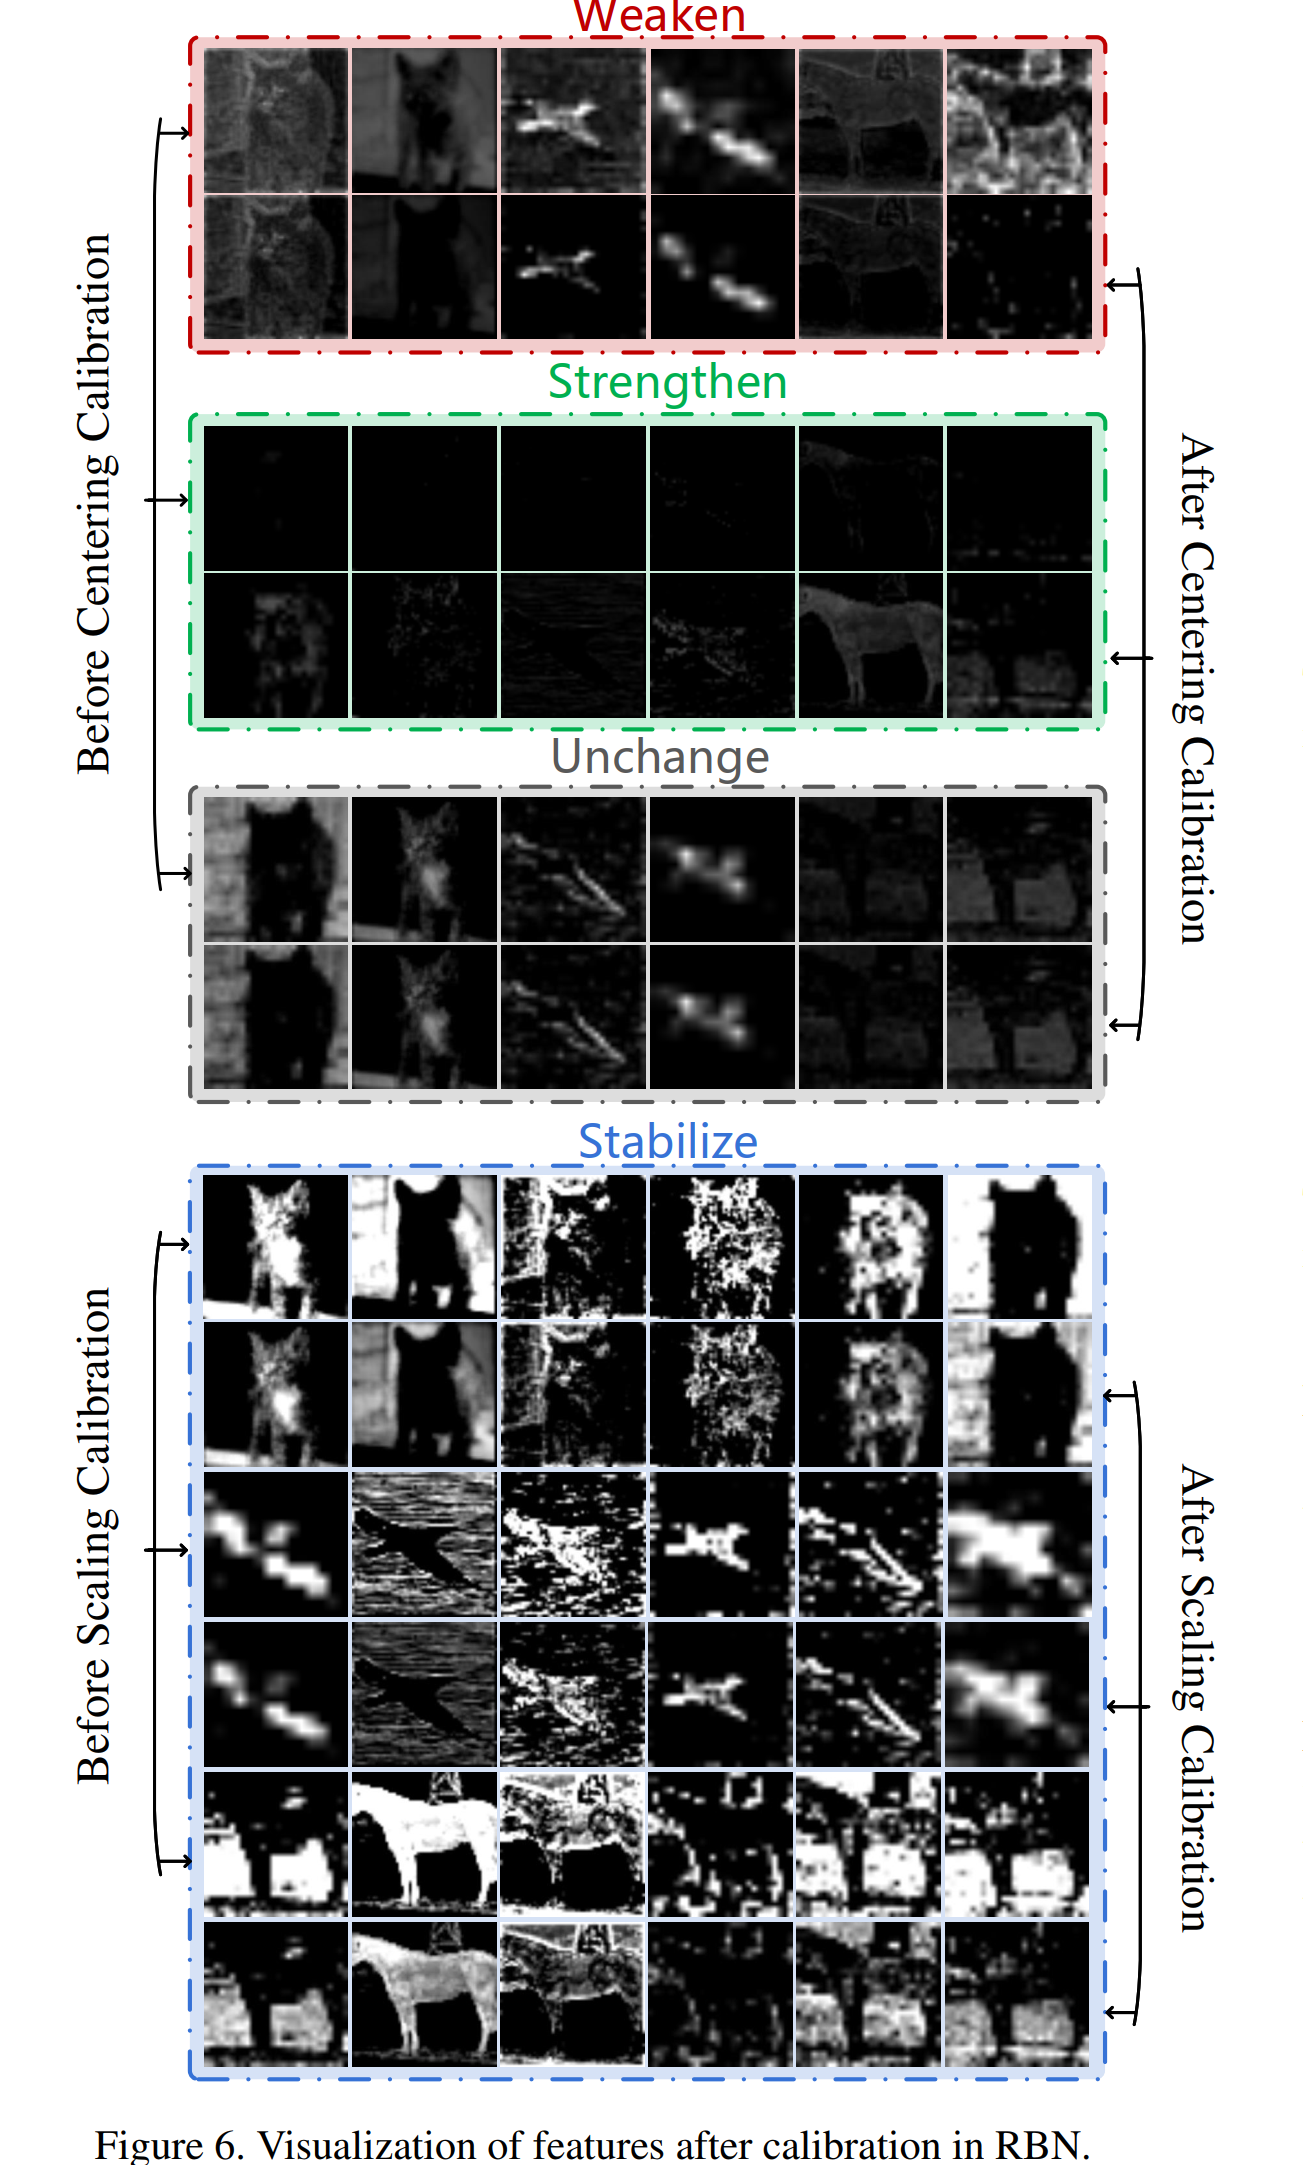 Weaken
Before Centering Calibration
Strengthen
After Centering Calibration
Unchange
Stabilize
Before Scaling Calibration
After Scaling Calibration
Figure 6. Visualization of features after calibration in RBN.